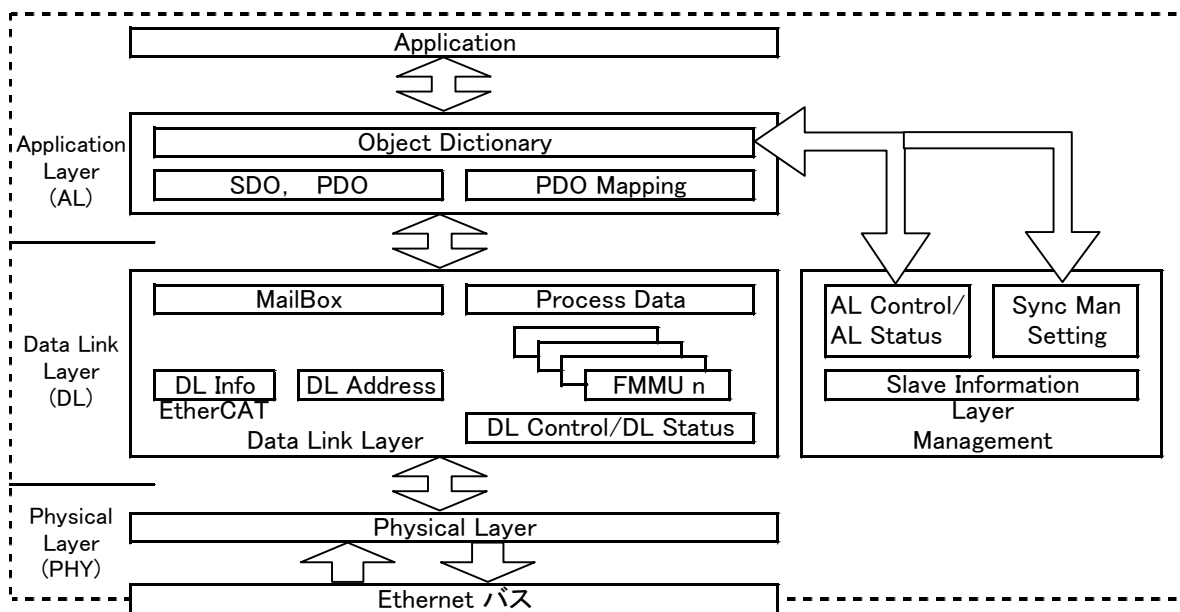 Application
Application
Layer
(AL)
Object Dictionary
SDO, PDO
PDO Mapping
Data Link
Layer
(DL)
MailBox
Process Data
FMMU n
DL Info
DL Address
EtherCAT
Data Link Layer
DL Control/DL Status
AL Control/
AL Status
Sync Man
Setting
Slave Information
Layer
Management
Physical
Layer
(PHY)
Physical Layer
Ethernet バス